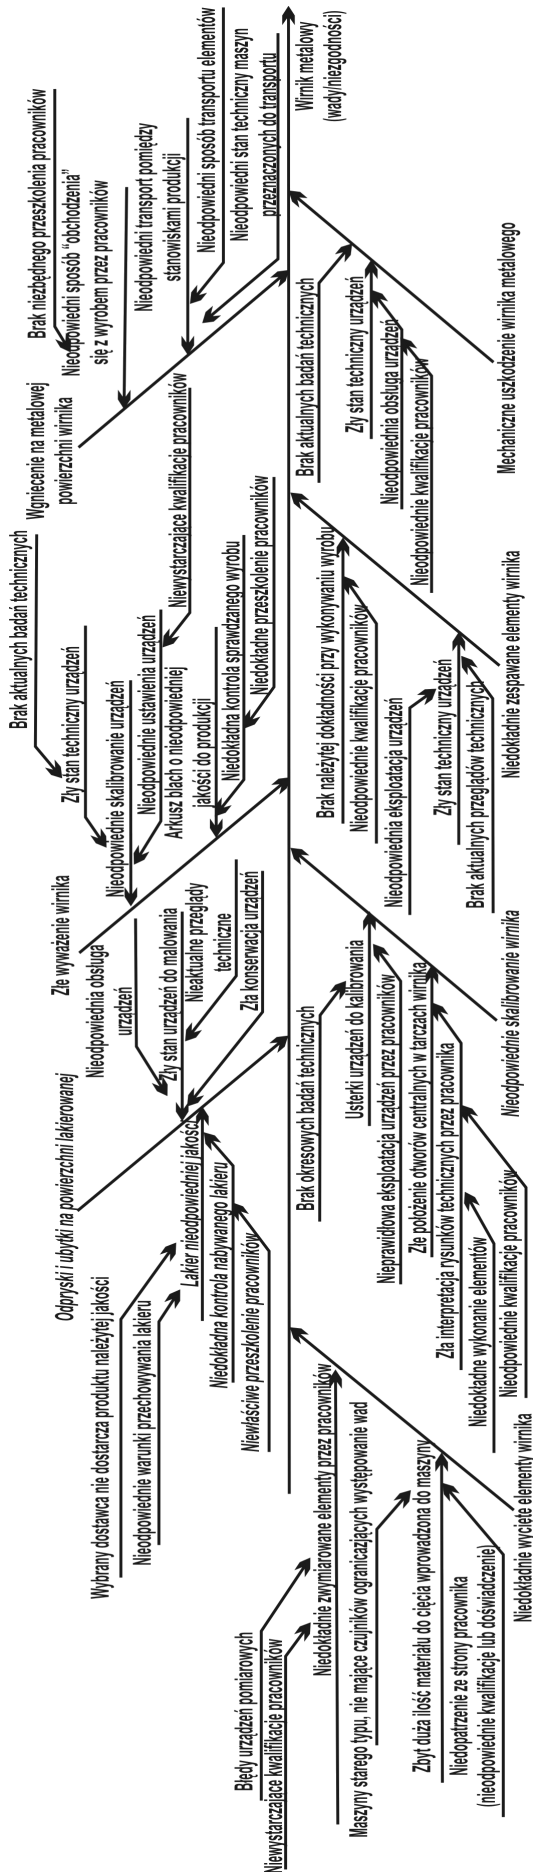 Odpryski i ubytki na powierzchni lakierowanej
Wybrany dostawca nie dostarcza produktu należytej jakości
Nieodpowiednie warunki przechowywania lakieru
Lakier nieodpowiedniej jakości
Niedokładna kontrola nabywanego lakieru
Niewłaściwe przeszkolenie pracowników
Nieodpowiednia obsługa
urządzeń
Zły stan urządzeń do malowania
Nieaktualne przeglądy
techniczne
Zła konserwacja urządzeń
Złe wyważenie wirnika
Brak aktualnych badań technicznych
Zły stan techniczny urządzeń
Nieodpowiednie skalibrowanie urządzeń
Nieodpowiednie ustawienia urządzeń
Niewystarczające kwalifikacje pracowników
Arkusz blach o nieodpowiedniej
jakości do produkcji
Niedokładna kontrola sprawdzanego wyrobu
Niedokładne przeszkolenie pracowników
Wgniecenie na metalowej
powierzchni wirnika
Brak niezbędnego przeszkolenia pracowników
Nieodpowiedni sposób “obchodzenia”
się z wyrobem przez pracowników
Nieodpowiedni transport pomiędzy
stanowiskami produkcji
Nieodpowiedni sposób transportu elementów
Nieodpowiedni stan techniczny maszyn
przeznaczonych do transportu
Wirnik metalowy
(wady/niezgodności)
Błędy urządzeń pomiarowych
Niewystarczające kwalifikacje pracowników
Niedokładnie zwymiarowane elementy przez pracowników
Maszyny starego typu, nie mające czujników ograniczających występowanie wad
Zbyt duża ilość materiału do cięcia wprowadzona do maszyny
Niedopatrzenie ze strony pracownika
(nieodpowiednie kwalifikacje lub doświadczenie)
Niedokładnie wycięte elementy wirnika
Brak okresowych badań technicznych
Usterki urządzeń do kalibrowania
Nieprawidłowa eksploatacja urządzeń przez pracowników
Złe położenie otworów centralnych w tarczach wirnika
Zła interpretacja rysunków technicznych przez pracownika
Niedokładne wykonanie elementów
Nieodpowiednie kwalifikacje pracowników
Nieodpowiednie skalibrowanie wirnika
Brak należytej dokładności przy wykonywaniu wyrobu
Nieodpowiednie kwalifikacje pracowników
Nieodpowiednia eksploatacja urządzeń
Zły stan techniczny urządzeń
Brak aktualnych przeglądów technicznych
Niedokładnie zespawane elementy wirnika
Brak aktualnych badań technicznych
Zły stan techniczny urządzeń
Nieodpowiednia obsługa urządzeń
Nieodpowiednie kwalifikacje pracowników
Mechaniczne uszkodzenie wirnika metalowego